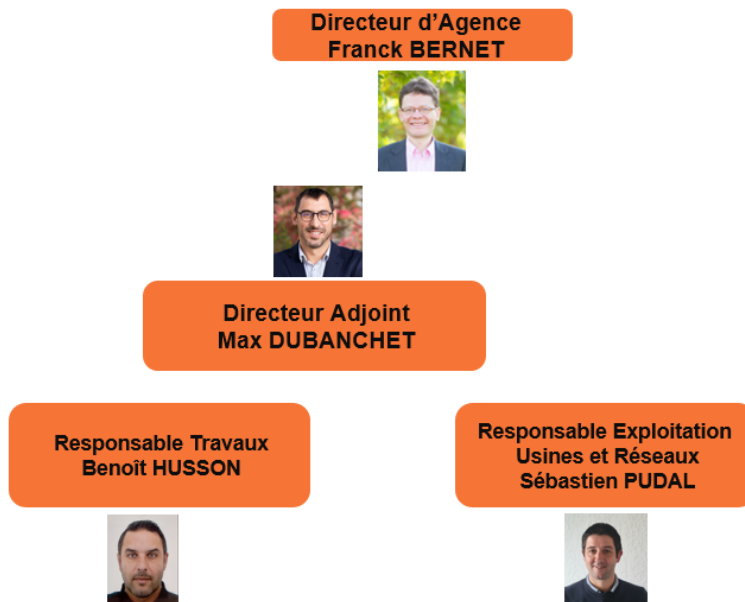 Directeur d’Agence
Franck BERNET
Directeur Adjoint
Max DUBANCHET
Responsable Travaux
Benoît HUSSON
Responsable Exploitation
Usines et Réseaux
Sébastien PUDAL